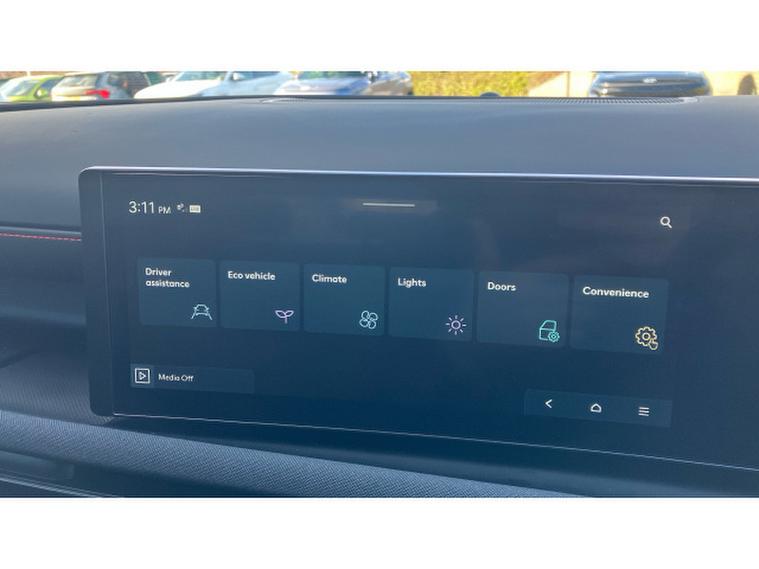 3:11 PM
Driver
assistance
Eco vehicle
Climate
Lights
Doors
Convenience
Media Off